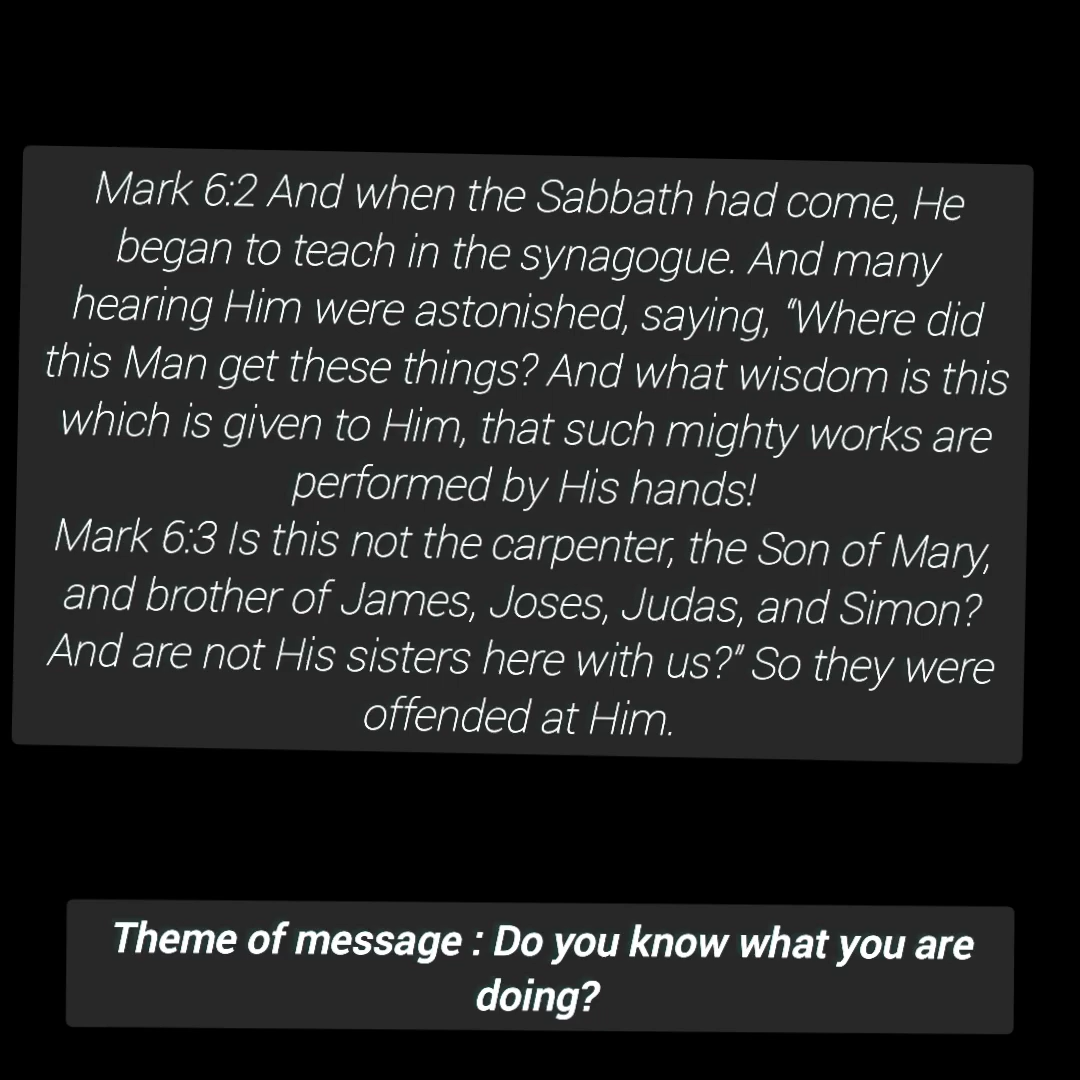 Mark 6:2 And when the Sabbath had come, He
began to teach in the synagogue. And many
hearing Him were astonished, saying, "Where did
this Man get these things? And what wisdom is this
which is given to Him, that such mighty works are
performed by His hands!
Mark 6:3 Is this not the carpenter, the Son of Mary,
and brother of James, Joses, Judas, and Simon?
And are not His sisters here with us?" So they were
offended at Him.
Theme of message : Do you know what you are
doing?